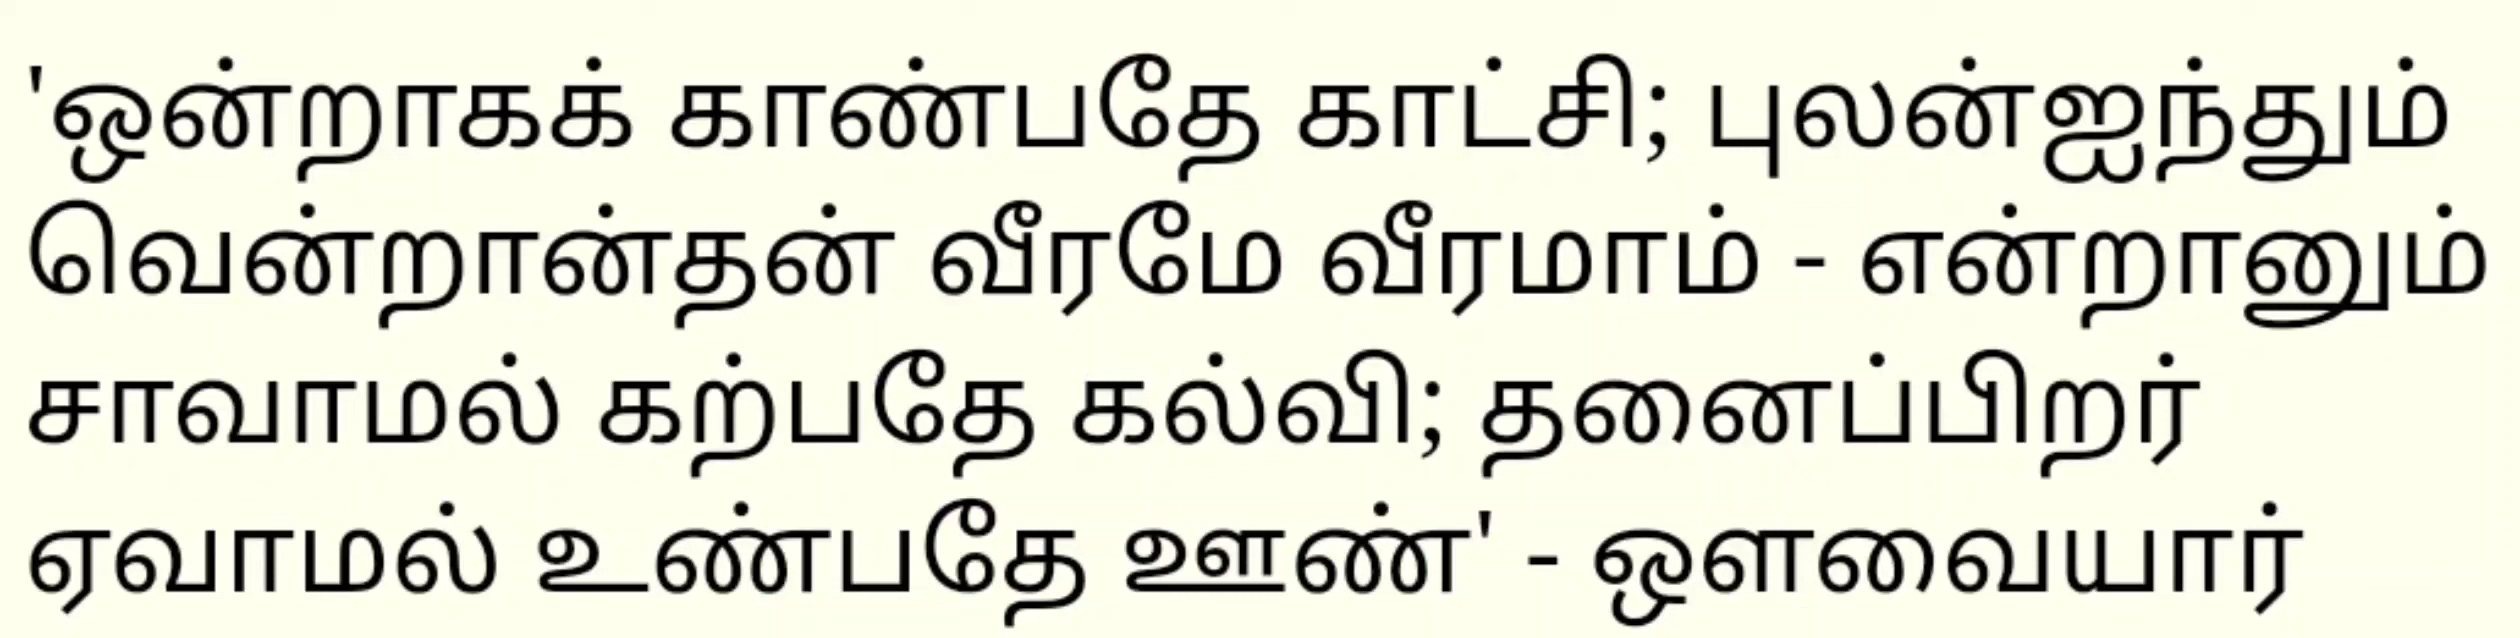 'ஒன்றாகக் காண்பதே காட்சி; புலன்ஐந்தும்
வென்றான்தன் வீரமே வீரமாம் - என்றானும்
சாவாமல் கற்பதே கல்வி; தனைப்பிறர்
ஏவாமல் உண்பதே ஊண்' - ஔவையார்